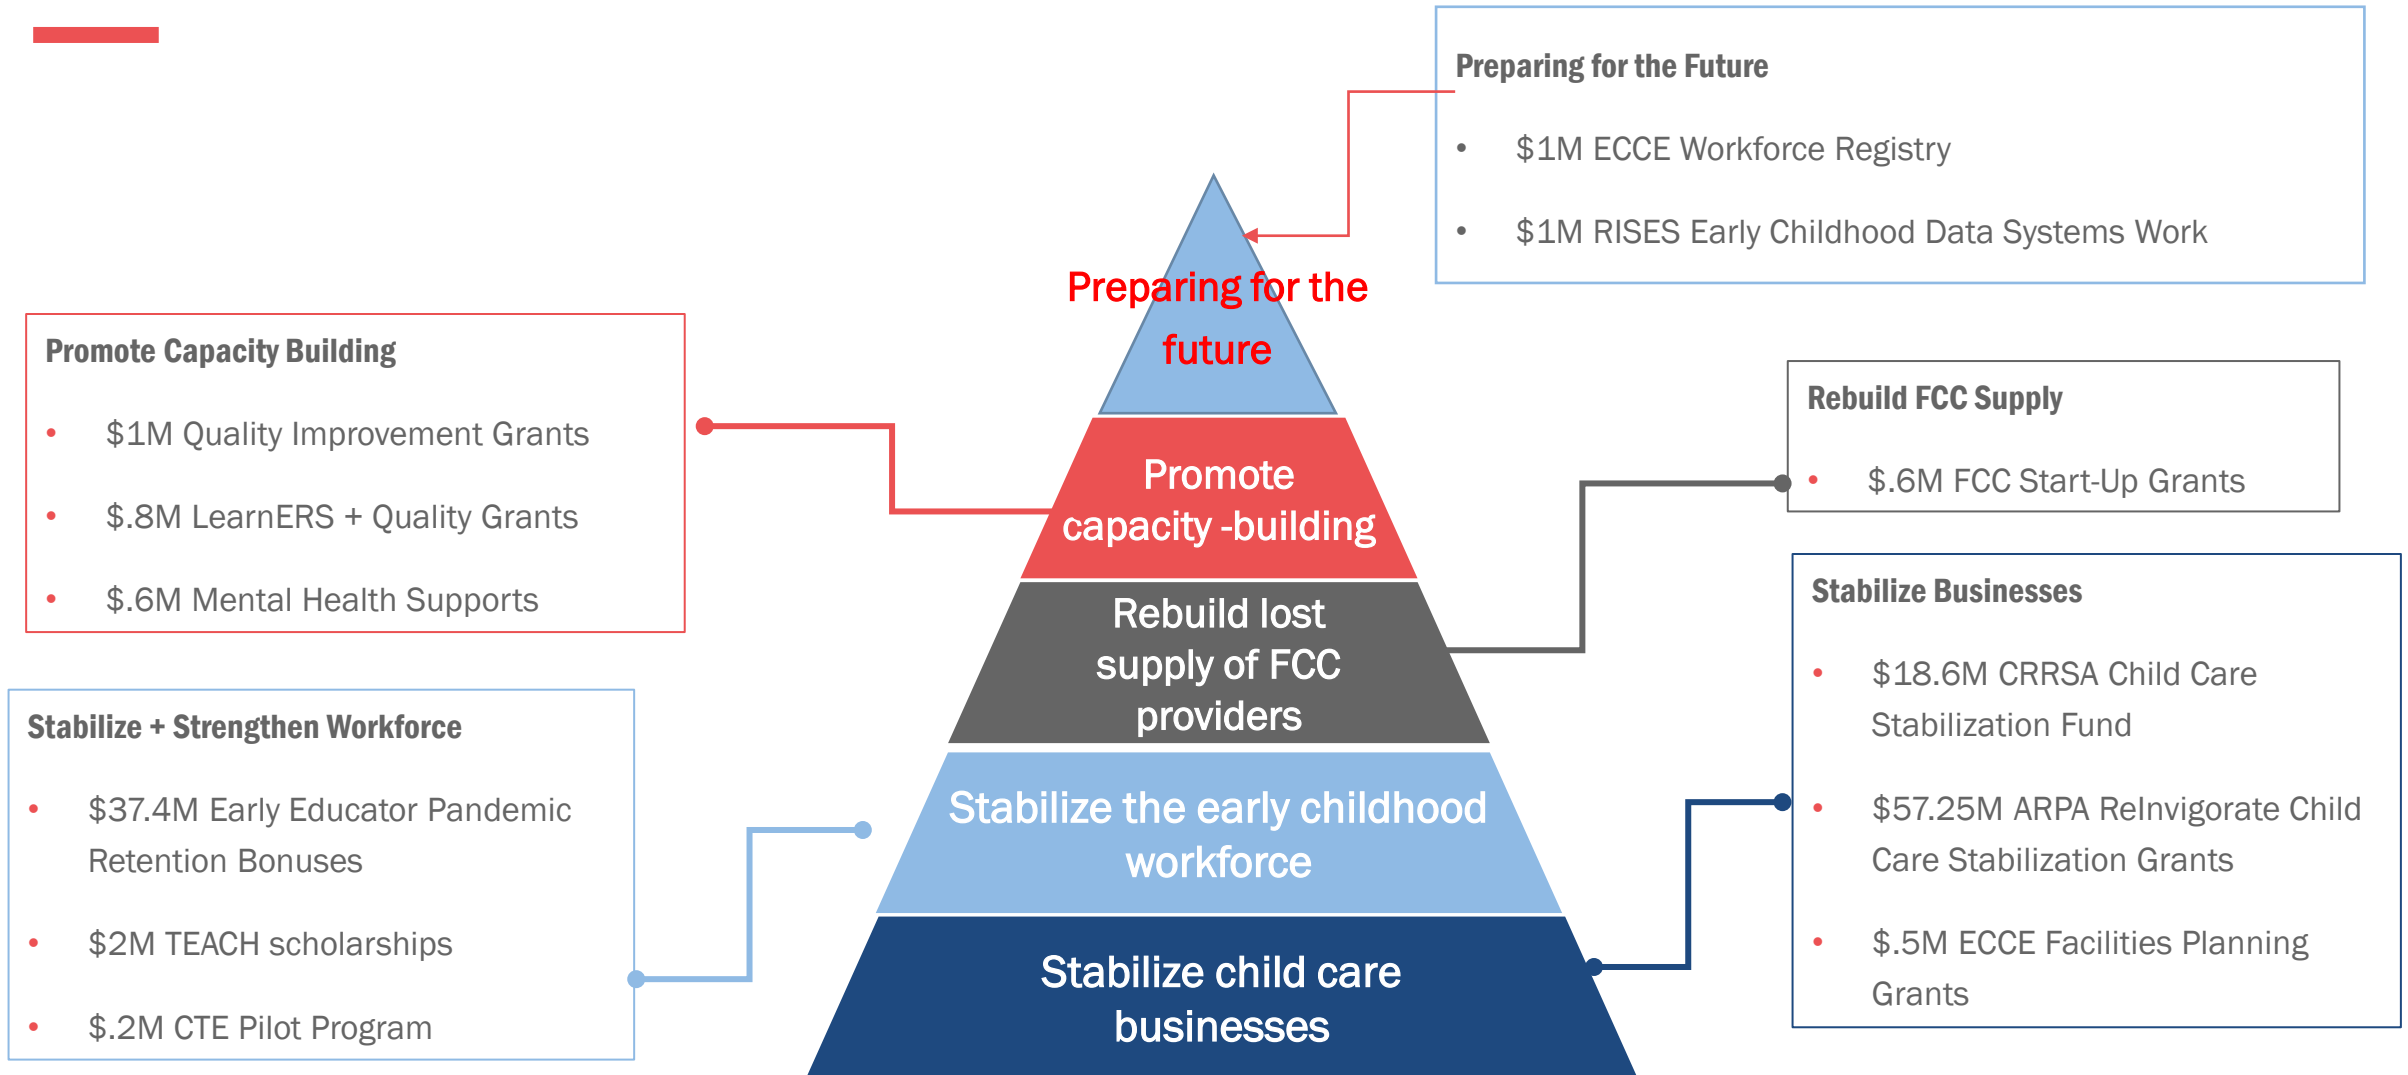 Preparing for the Future
• $1M ECCE Workforce Registry
• $1M RISES Early Childhood Data Systems Work
Preparing for the
future
Promote Capacity Building
• $1M Quality Improvement Grants
• $.8M LearnERS + Quality Grants
• $.6M Mental Health Supports
Promote
capacity -building
Rebuild FCC Supply
• $.6M FCC Start-Up Grants
Rebuild lost
supply of FCC
providers
Stabilize + Strengthen Workforce
• $37.4M Early Educator Pandemic
Retention Bonuses
• $2M TEACH scholarships
• $.2M CTE Pilot Program
Stabilize the early childhood
workforce
Stabilize child care
businesses
Stabilize Businesses
• $18.6M CRRSA Child Care
Stabilization Fund
• $57.25M ARPA ReInvigorate Child
Care Stabilization Grants
• $.5M ECCE Facilities Planning
Grants